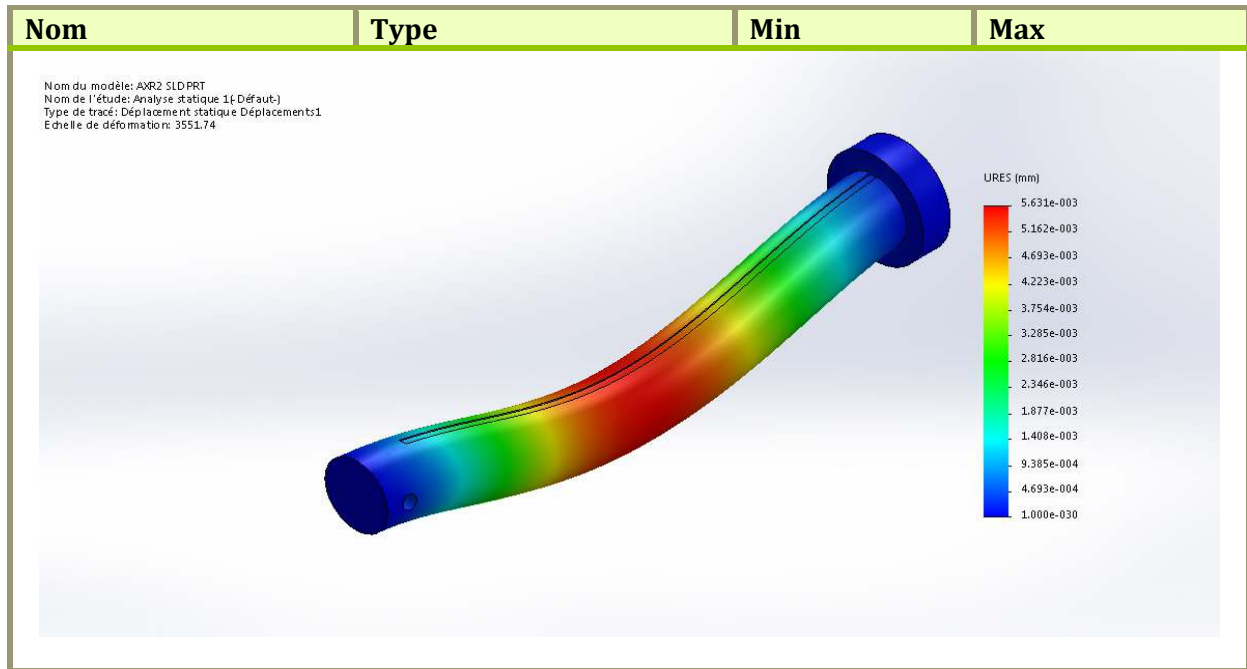 Nom Type Min Max
Nom du modèle: AXR2 SLDPRT
Nom de l'étude: Analyse statique 1(-Défaut-)
Type de tracé: Déplacement statique Déplacements1
Echelle de déformation: 3551.74
URES (mm)
5.631e-003
5.162e-003
4.693e-003
4.223e-003
3.754e-003
3.285e-003
2.816e-003
2.346e-003
1.877e-003
1.408e-003
9.385e-004
4.693e-004
1.000e-030